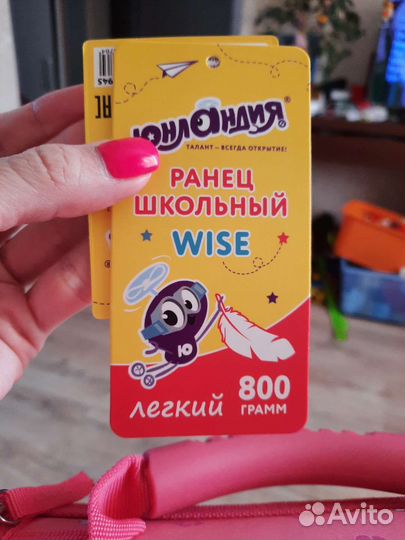 ЮНЛАНДИЯ®
ТАЛАНТ – ВСЕГДА ОТКРЫТИЕ!
РАНЕЦ
ШКОЛЬНЫЙ
WISE
Ю
легкий
800
ГРАММ
Avito